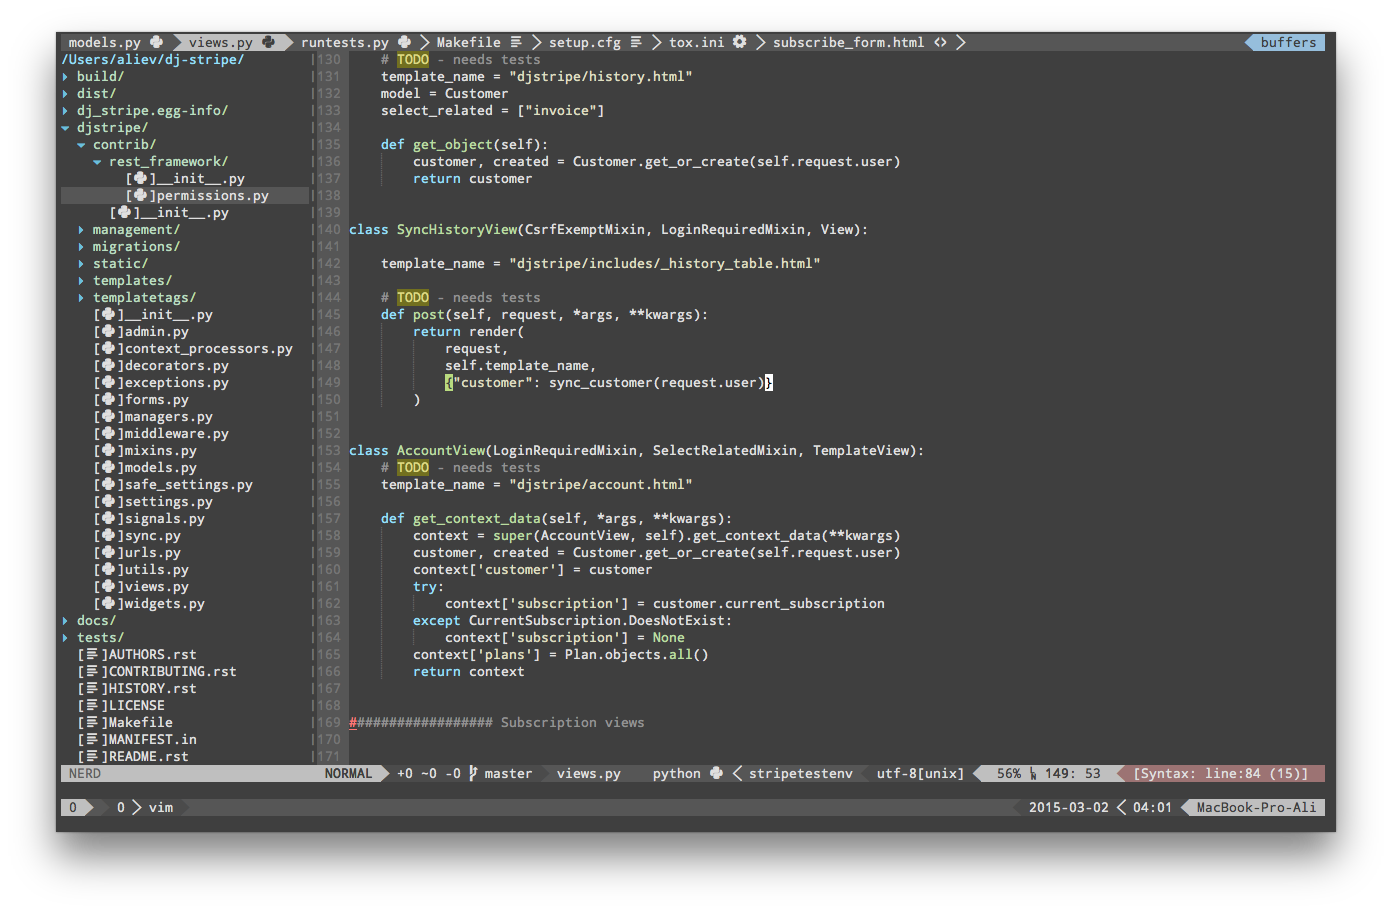 models.py views.py runtests.py Makefile setup.cfg tox.ini subscribe_form.html <> buffers
/Users/aliev/dj-stripe/
build/
dist/
dj_stripe.egg-info/
djstripe/
contrib/
rest_framework/
[]__init__.py
[]permissions.py
[]__init__.py
management/
migrations/
static/
templates/
templatetags/
[]__init__.py
[]admin.py
[]context_processors.py
[]decorators.py
[]exceptions.py
[]forms.py
[]managers.py
[]middleware.py
[]mixins.py
[]models.py
[]safe_settings.py
[]settings.py
[]signals.py
[]sync.py
[]urls.py
[]utils.py
[]views.py
[]widgets.py
docs/
tests/
[]AUTHORS.rst
[]CONTRIBUTING.rst
[]HISTORY.rst
[]LICENSE
[]Makefile
[]MANIFEST.in
[]README.rst
130 # TODO - needs tests
131 template_name = "djstripe/history.html"
132 model = Customer
133 select_related = ["invoice"]
134
135 def get_object(self):
136 customer, created = Customer.get_or_create(self.request.user)
137 return customer
138
139
140 class SyncHistoryView(CsrfExemptMixin, LoginRequiredMixin, View):
141
142 template_name = "djstripe/includes/_history_table.html"
143
144 # TODO - needs tests
145 def post(self, request, *args, **kwargs):
146 return render(
147 request,
148 self.template_name,
149 {"customer": sync_customer(request.user)}
150 )
151
152
153 class AccountView(LoginRequiredMixin, SelectRelatedMixin, TemplateView):
154 # TODO - needs tests
155 template_name = "djstripe/account.html"
156
157 def get_context_data(self, *args, **kwargs):
158 context = super(AccountView, self).get_context_data(**kwargs)
159 customer, created = Customer.get_or_create(self.request.user)
160 context['customer'] = customer
161 try:
162 context['subscription'] = customer.current_subscription
163 except CurrentSubscription.DoesNotExist:
164 context['subscription'] = None
165 context['plans'] = Plan.objects.all()
166 return context
167
168
169 ################## Subscription views
170
171
NERD NORMAL +0 ~0 -0 master views.py python stripetestenv utf-8[unix] 56% 149: 53 [Syntax: line:84 (15)]
0 0 vim 2015-03-02 04:01 MacBook-Pro-Ali